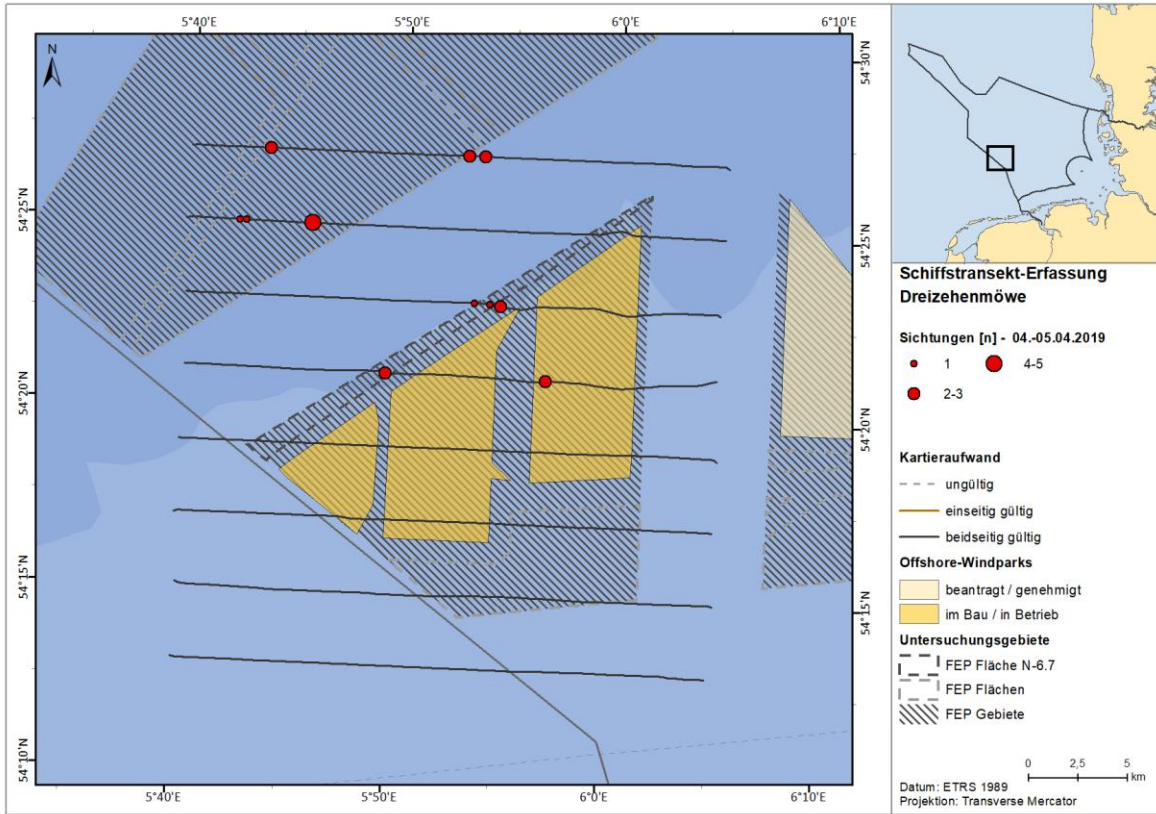 5°40'E
5°50'E
6°0'E
6°10'E
N
54°30'N
54°25'N
54°25'N
54°20'N
54°20'N
54°15'N
54°15'N
54°10'N
5°40'E
5°50'E
6°0'E
6°10'E
Schiffstransekt-Erfassung
Dreizehenmöwe
Sichtungen [n] - 04.-05.04.2019
1
4-5
2-3
Kartieraufwand
ungültig
einseitig gültig
beidseitig gültig
Offshore-Windparks
beantragt / genehmigt
im Bau / in Betrieb
Untersuchungsgebiete
FEP Fläche N-6.7
FEP Flächen
FEP Gebiete
0 2,5 5
km
Datum: ETRS 1989
Projektion: Transverse Mercator